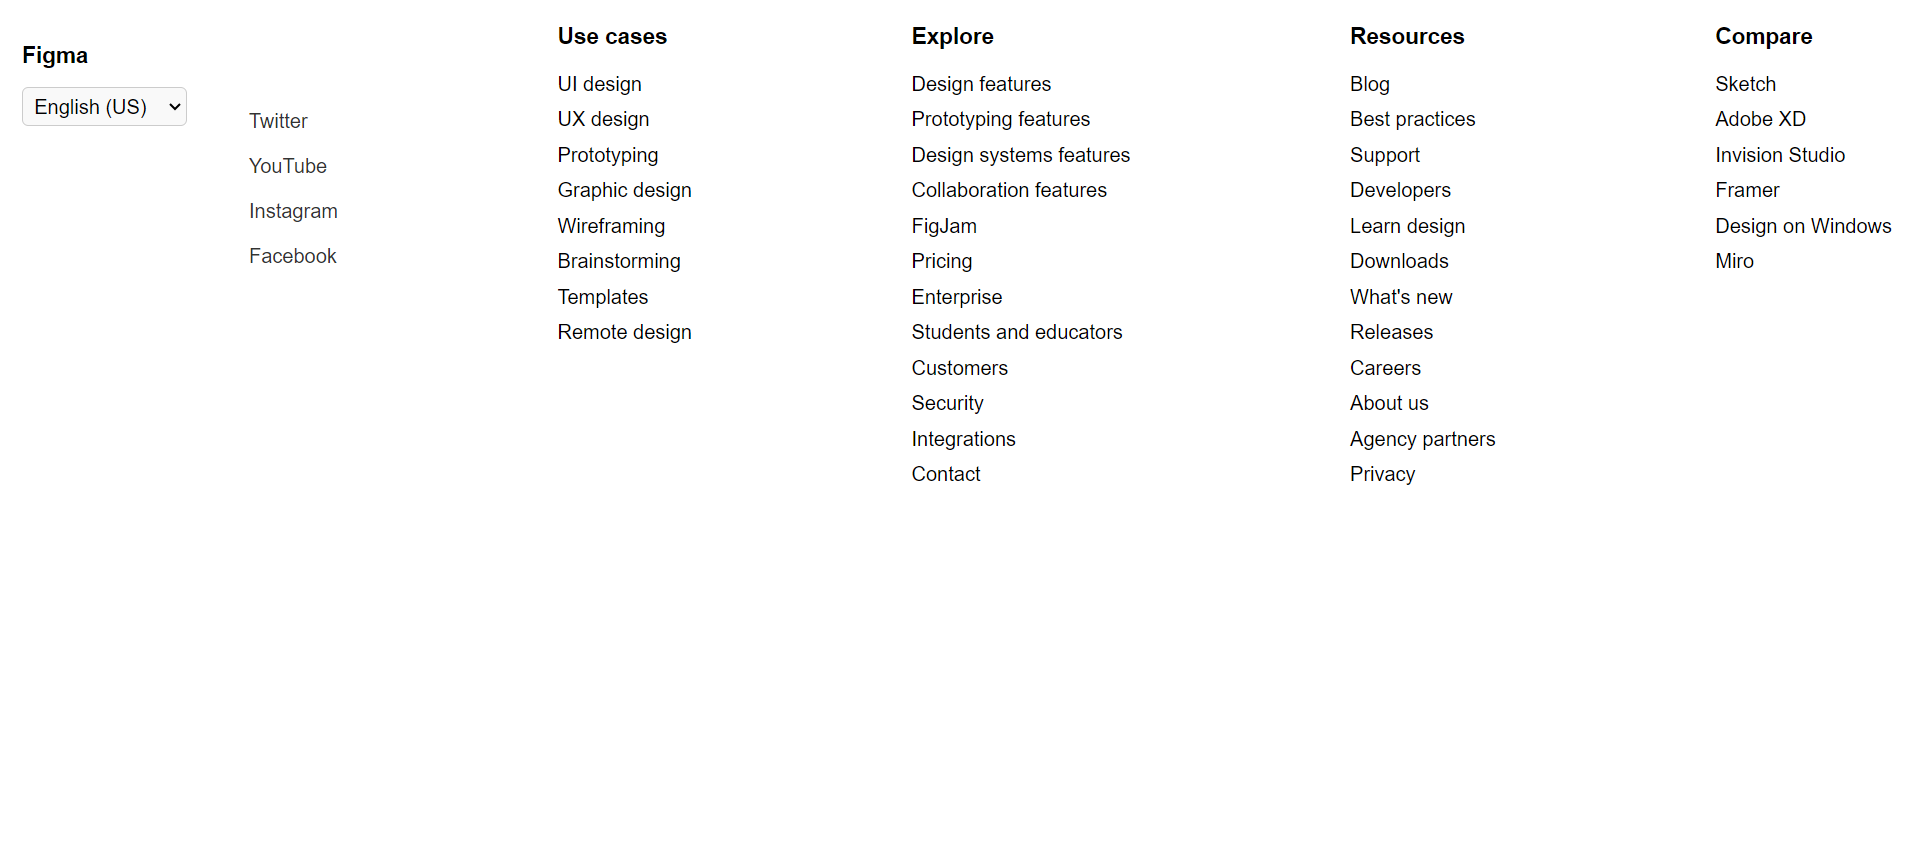 Figma
English (US)
Twitter
YouTube
Instagram
Facebook
Use cases
UI design
UX design
Prototyping
Graphic design
Wireframing
Brainstorming
Templates
Remote design
Explore
Design features
Prototyping features
Design systems features
Collaboration features
FigJam
Pricing
Enterprise
Students and educators
Customers
Security
Integrations
Contact
Resources
Blog
Best practices
Support
Developers
Learn design
Downloads
What's new
Releases
Careers
About us
Agency partners
Privacy
Compare
Sketch
Adobe XD
Invision Studio
Framer
Design on Windows
Miro